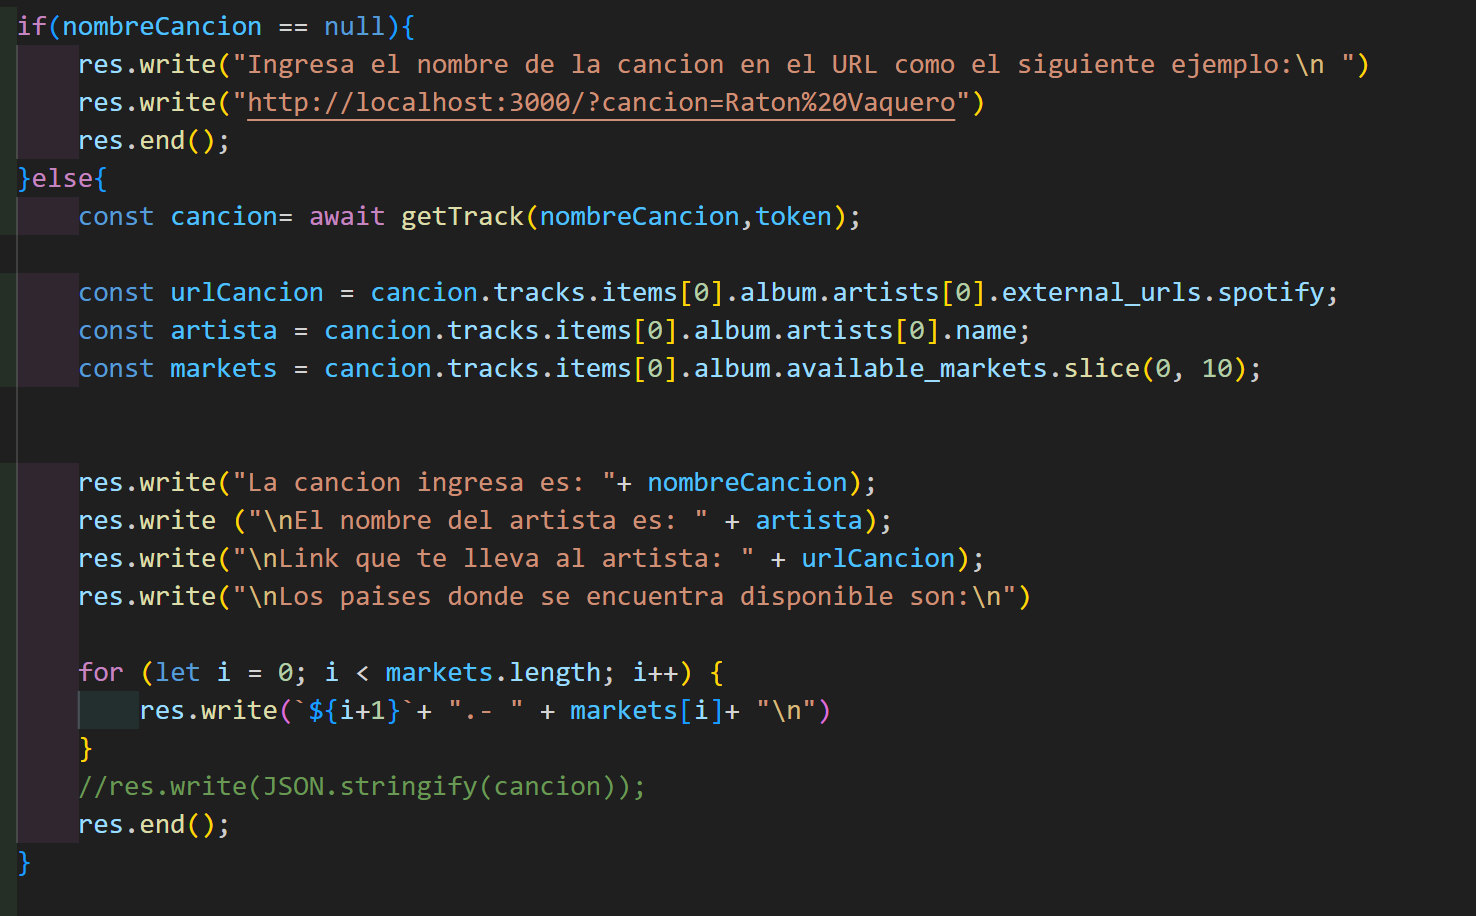 if(nombreCancion == null){
    res.write("Ingresa el nombre de la cancion en el URL como el siguiente ejemplo:\n ")
    res.write("http://localhost:3000/?cancion=Raton%20Vaquero")
    res.end();
}else{
    const cancion= await getTrack(nombreCancion,token);
    const urlCancion = cancion.tracks.items[0].album.artists[0].external_urls.spotify;
    const artista = cancion.tracks.items[0].album.artists[0].name;
    const markets = cancion.tracks.items[0].album.available_markets.slice(0, 10);
    res.write("La cancion ingresa es: "+ nombreCancion);
    res.write ("\nEl nombre del artista es: " + artista);
    res.write("\nLink que te lleva al artista: " + urlCancion);
    res.write("\nLos paises donde se encuentra disponible son:\n")
    for (let i = 0; i < markets.length; i++) {
        res.write(`${i+1}`+ ".- " + markets[i]+ "\n")
    }
    //res.write(JSON.stringify(cancion));
    res.end();
}